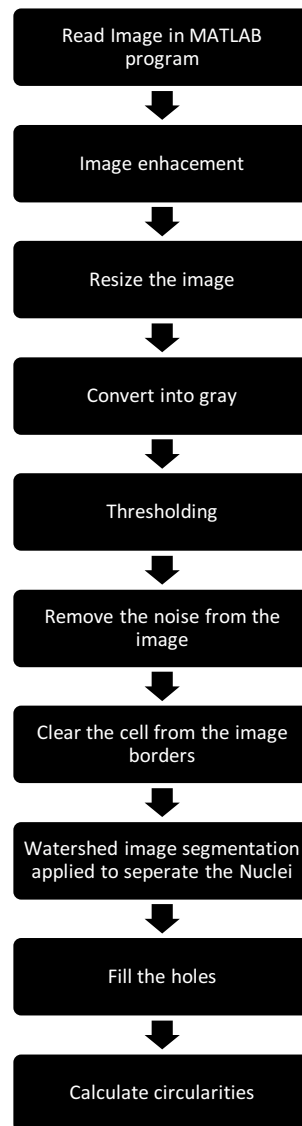 Read Image in MATLAB
program
Image enhacement
Resize the image
Convert into gray
Thresholding
Remove the noise from the
image
Clear the cell from the image
borders
Watershed image segmentation
applied to seperate the Nuclei
Fill the holes
Calculate circularities